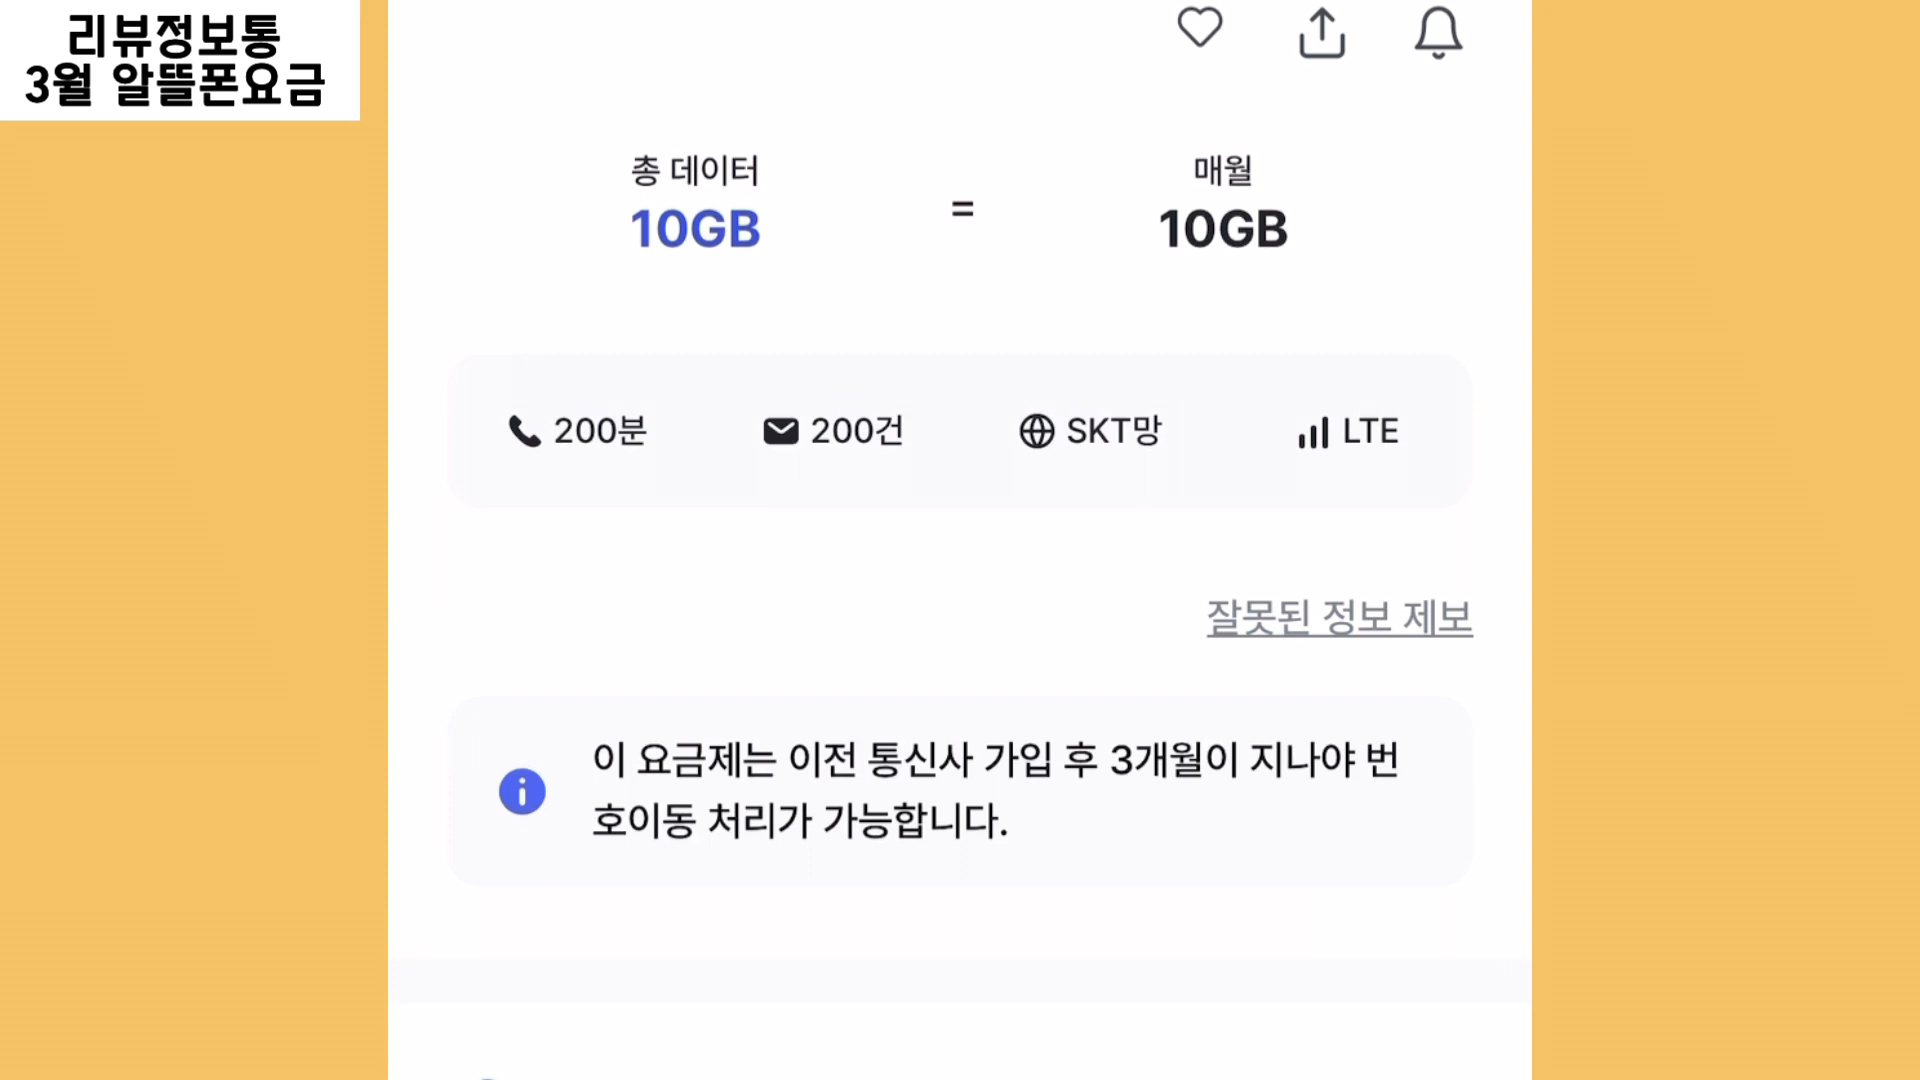 리뷰정보통
3월 알뜰폰요금
총 데이터
10GB
=
매월
10GB
200분
200건
SKT망
LTE
잘못된 정보 제보
이 요금제는 이전 통신사 가입 후 3개월이 지나야 번
호이동 처리가 가능합니다.